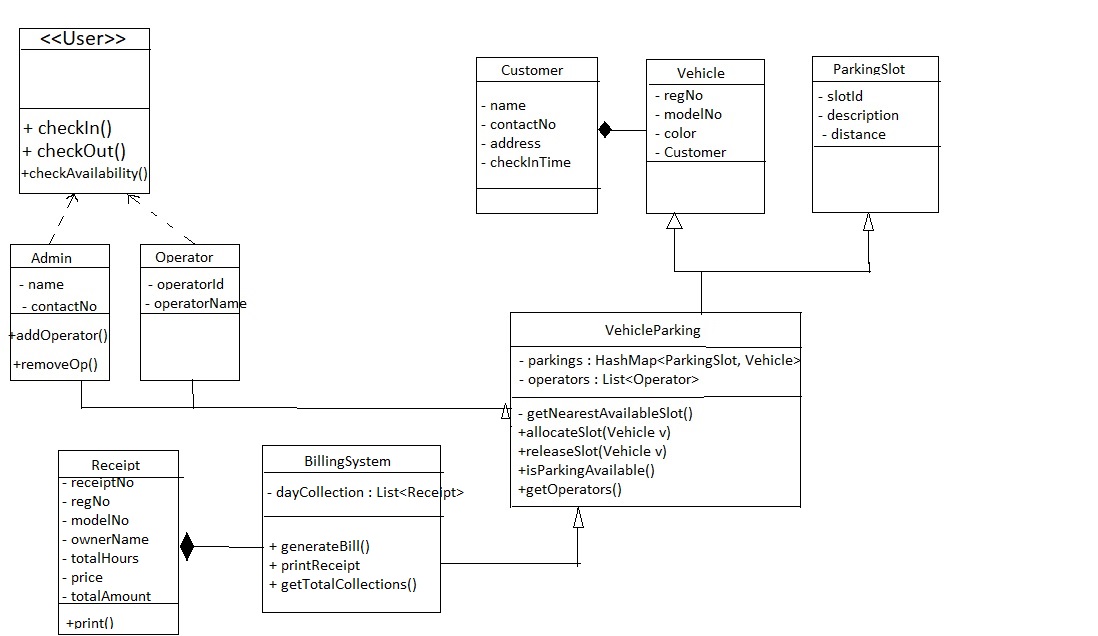 <<User>>
+ checkIn()
+ checkOut()
+checkAvailability()
Admin
- name
- contactNo
+addOperator()
+removeOp()
Operator
- operatorId
- operatorName
Customer
- name
- contactNo
- address
- checkInTime
Vehicle
- regNo
- modelNo
- color
- Customer
ParkingSlot
- slotId
- description
- distance
VehicleParking
- parkings : HashMap<ParkingSlot, Vehicle>
- operators : List<Operator>
- getNearestAvailableSlot()
+allocateSlot(Vehicle v)
+releaseSlot(Vehicle v)
+isParkingAvailable()
+getOperators()
Receipt
- receiptNo
- regNo
- modelNo
- ownerName
- totalHours
- price
- totalAmount
+print()
BillingSystem
- dayCollection : List<Receipt>
+ generateBill()
+ printReceipt
+ getTotalCollections()